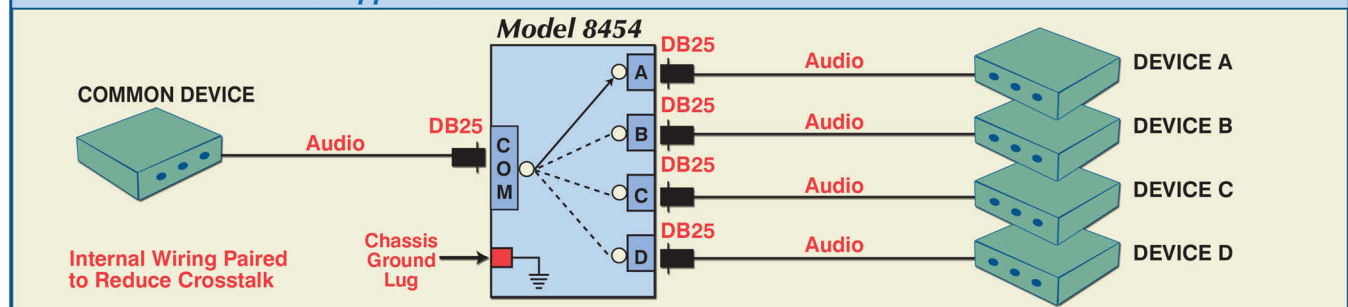 Model 8454
COMMON DEVICE
Audio
DB25
COM
A
B
C
D
DB25
DB25
DB25
DB25
Audio
Audio
Audio
Audio
DEVICE A
DEVICE B
DEVICE C
DEVICE D
Internal Wiring Paired
to Reduce Crosstalk
Chassis
Ground
Lug